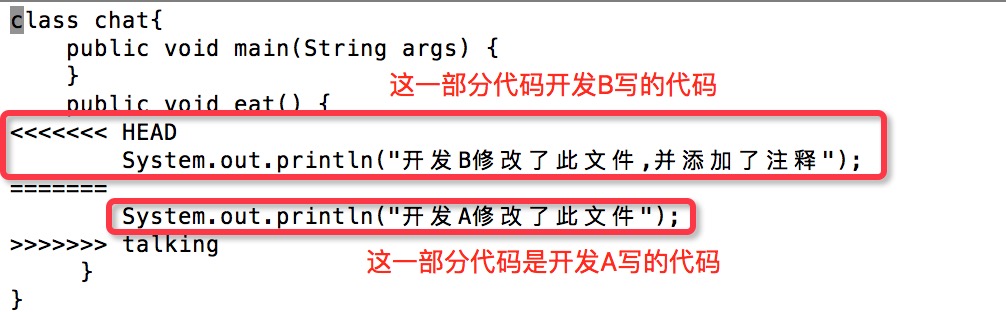 class chat{
public void main(String args) {
}
这一部分代码开发B写的代码
public void eat() {
<<<<<<< HEAD
System.out.println("开发B修改了此文件,并添加了注释");
=======
System.out.println("开发A修改了此文件");
>>>>>>> talking
这一部分代码是开发A写的代码
}
}